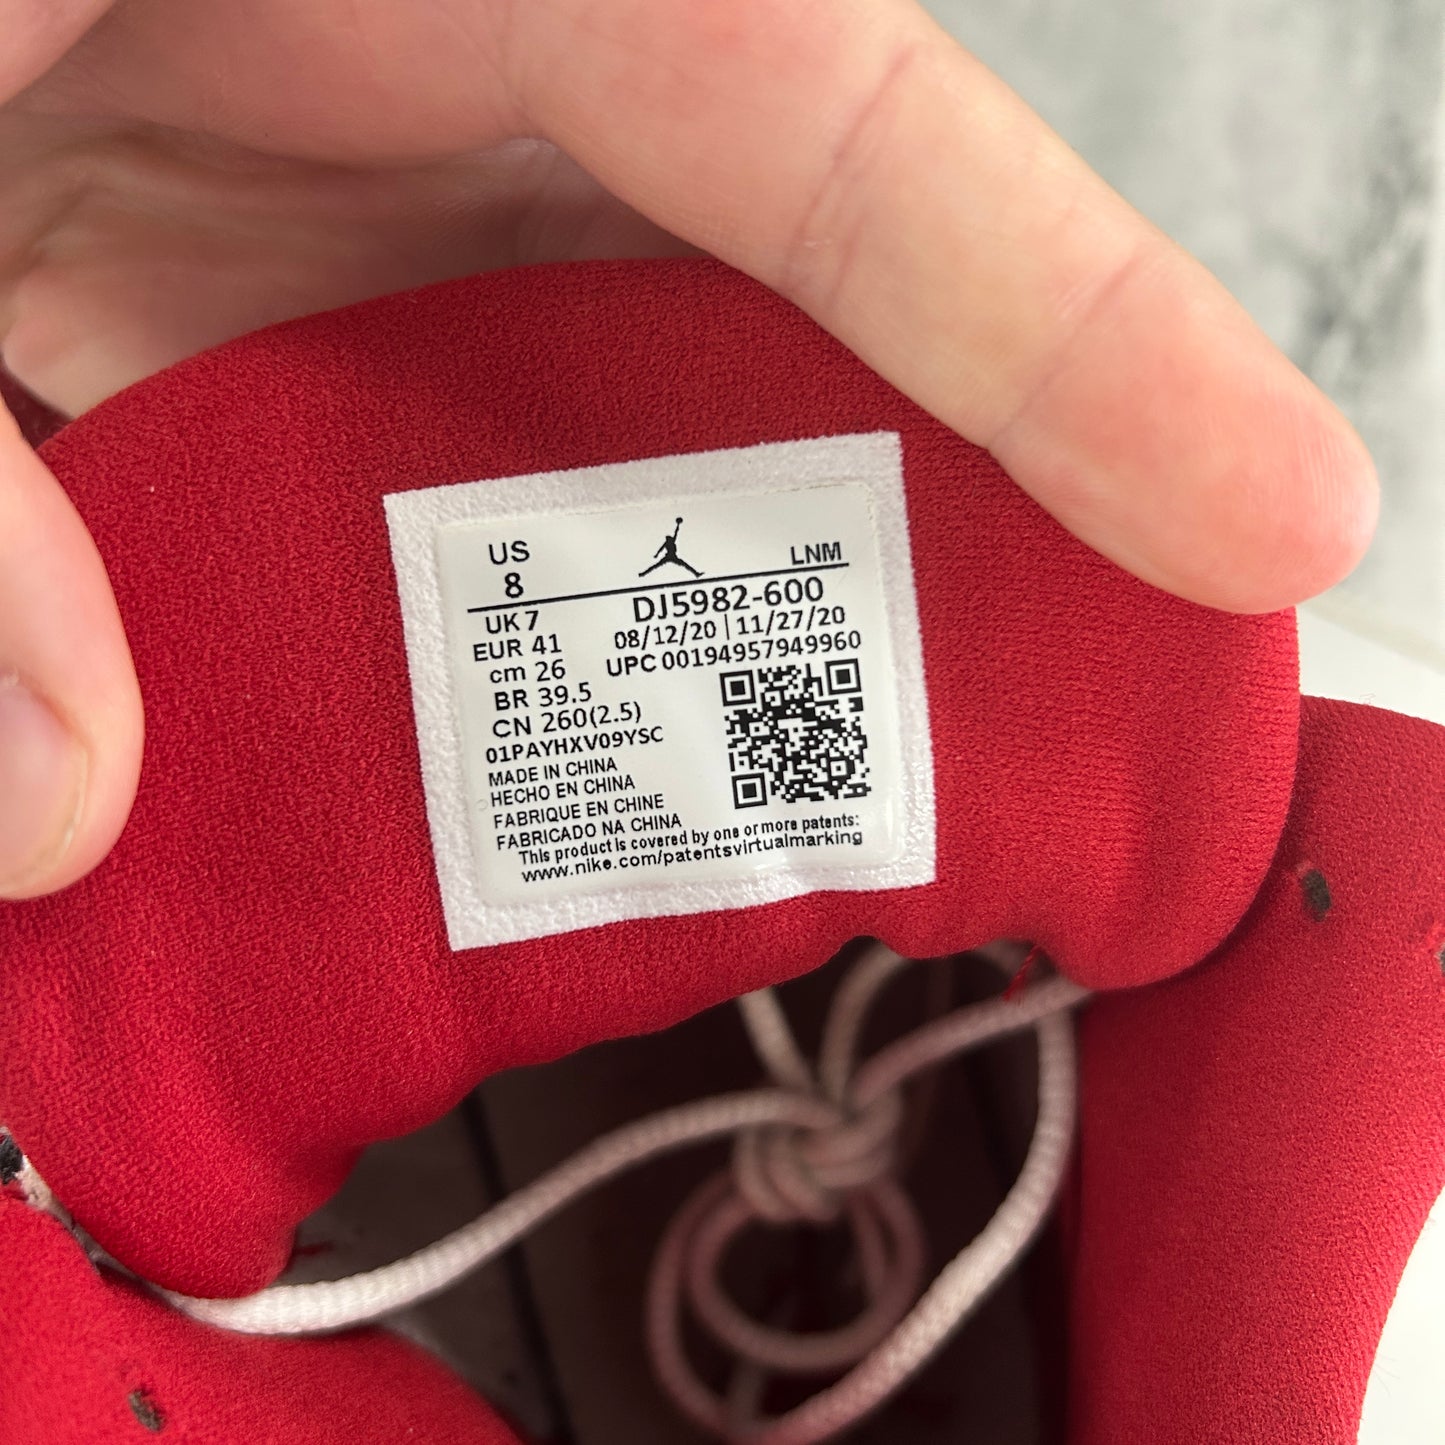 US
LNM
8
DJ5982-600
UK 7
08/12/20 | 11/27/20
EUR 41
UPC 00194957949960
cm 26
BR 39.5
CN 260(2.5)
01PAYHXV09YSC
MADE IN CHINA
HECHO EN CHINA
FABRIQUE EN CHINE
FABRICADO NA CHINA
This product is covered by one or more patents:
www.nike.com/patentsvirtualmarking